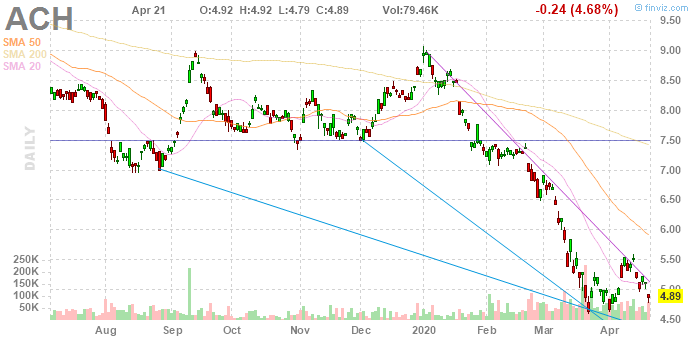 ACH Apr 21 O:4.92 H:4.92 L:4.79 C:4.89 Vol:79.46K -0.24 (4.68%) © finviz.com
SMA 50
SMA 200
SMA 20
DAILY
9.50
9.00
8.50
8.00
7.50
7.00
6.50
6.00
5.50
5.00
4.89
4.50
250K
200K
150K
100K
50K
Aug Sep Oct Nov Dec 2020 Feb Mar Apr